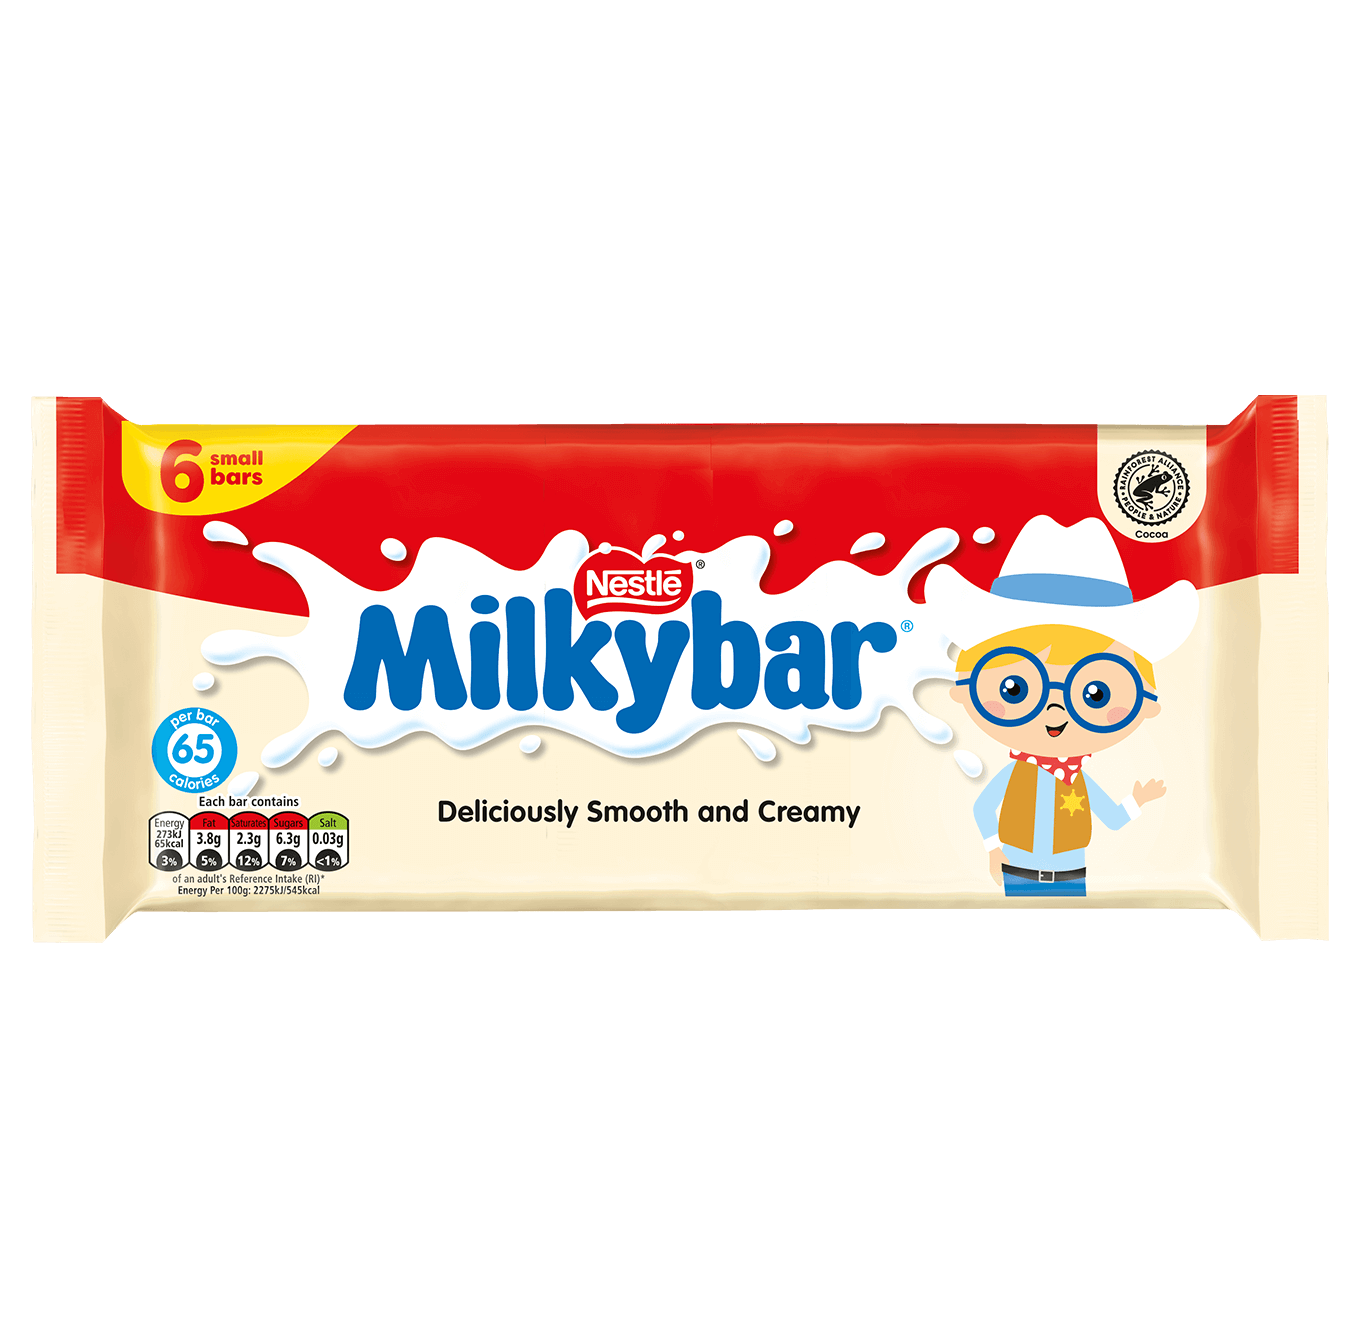 6 small
bars
RAINFOREST ALLIANCE
PEOPLE & NATURE
Cocoa
Nestlé ®
Milkybar ®
Deliciously Smooth and Creamy
per bar
65
calories
Each bar contains
Energy Fat Saturates Sugars Salt
273kJ
65kcal 3.8g 2.3g 6.3g 0.03g
3% 5% 12% 7% <1%
of an adult's Reference Intake (RI)*
Energy Per 100g: 2275kJ/545kcal